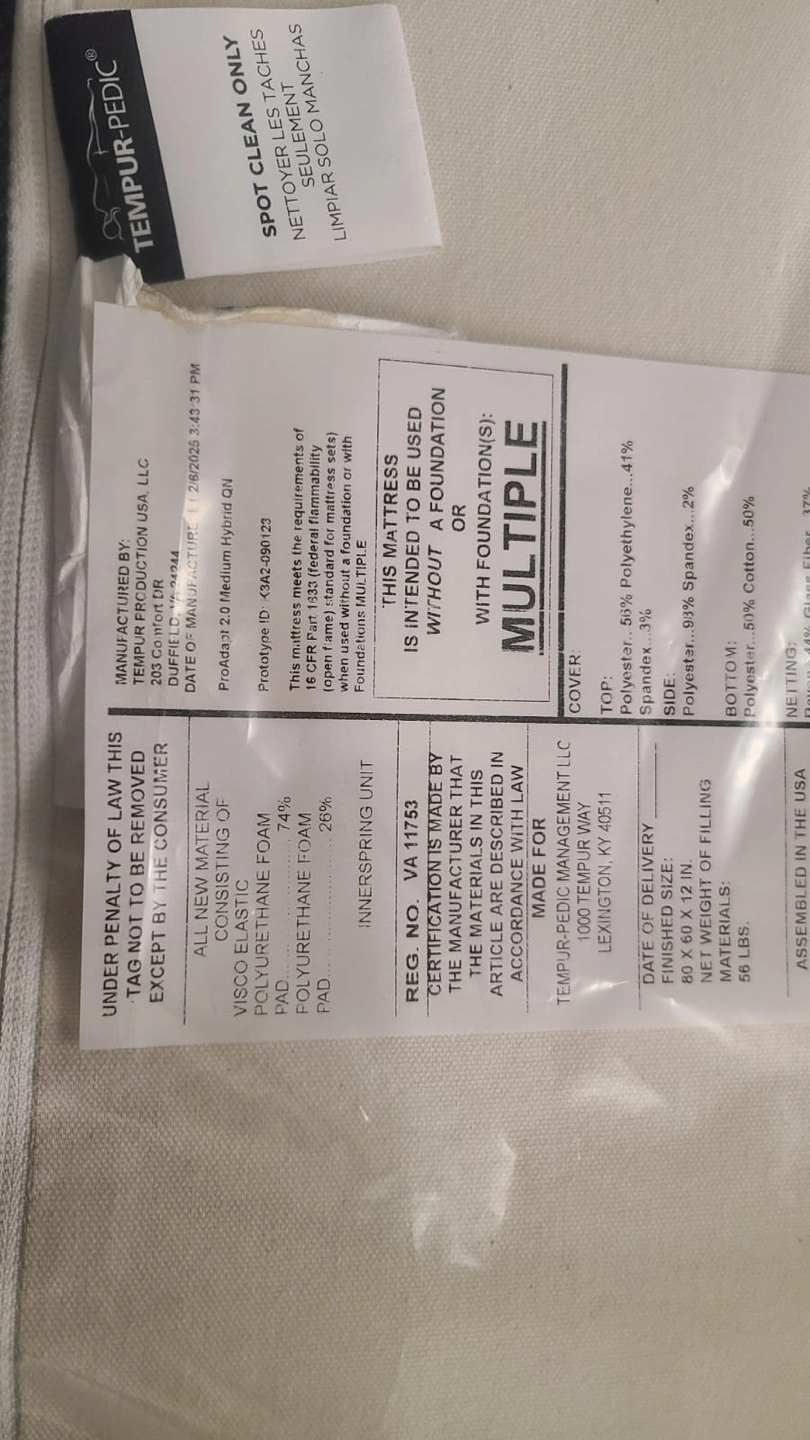 TEMPUR-PEDIC®
SPOT CLEAN ONLY
NETTOYER LES TACHES
SEULEMENT
LIMPIAR SOLO MANCHAS
UNDER PENALTY OF LAW THIS
TAG NOT TO BE REMOVED
EXCEPT BY THE CONSUMER
ALL NEW MATERIAL
CONSISTING OF
VISCO ELASTIC
POLYURETHANE FOAM
PAD.................... 74%
POLYURETHANE FOAM
PAD.................... 26%
INNERSPRING UNIT
REG. NO. VA 11753
CERTIFICATION IS MADE BY
THE MANUFACTURER THAT
THE MATERIALS IN THIS
ARTICLE ARE DESCRIBED IN
ACCORDANCE WITH LAW
MADE FOR
TEMPUR-PEDIC MANAGEMENT LLC
1000 TEMPUR WAY
LEXINGTON, KY 40511
DATE OF DELIVERY
FINISHED SIZE:
80 X 60 X 12 IN.
NET WEIGHT OF FILLING
MATERIALS:
56 LBS.
ASSEMBLED IN THE USA
MANUFACTURED BY:
TEMPUR PRODUCTION USA, LLC
203 Comfort DR
DUFFIELD, VA 24244
DATE OF MANUFACTURE 2/6/2025 3:43:31 PM
ProAdapt 2.0 Medium Hybrid QN
Prototype ID: K3A2-090123
This mattress meets the requirements of
16 CFR Part 1633 (federal flammability
(open flame) standard for mattress sets)
when used without a foundation or with
Foundations MULTIPLE
THIS MATTRESS
IS INTENDED TO BE USED
WITHOUT A FOUNDATION
OR
WITH FOUNDATION(S):
MULTIPLE
COVER:
TOP:
Polyester...56% Polyethylene...41%
Spandex...3%
SIDE:
Polyester...98% Spandex...2%
BOTTOM:
Polyester...50% Cotton...50%
NETTING:
44% Glass Fiber 37%